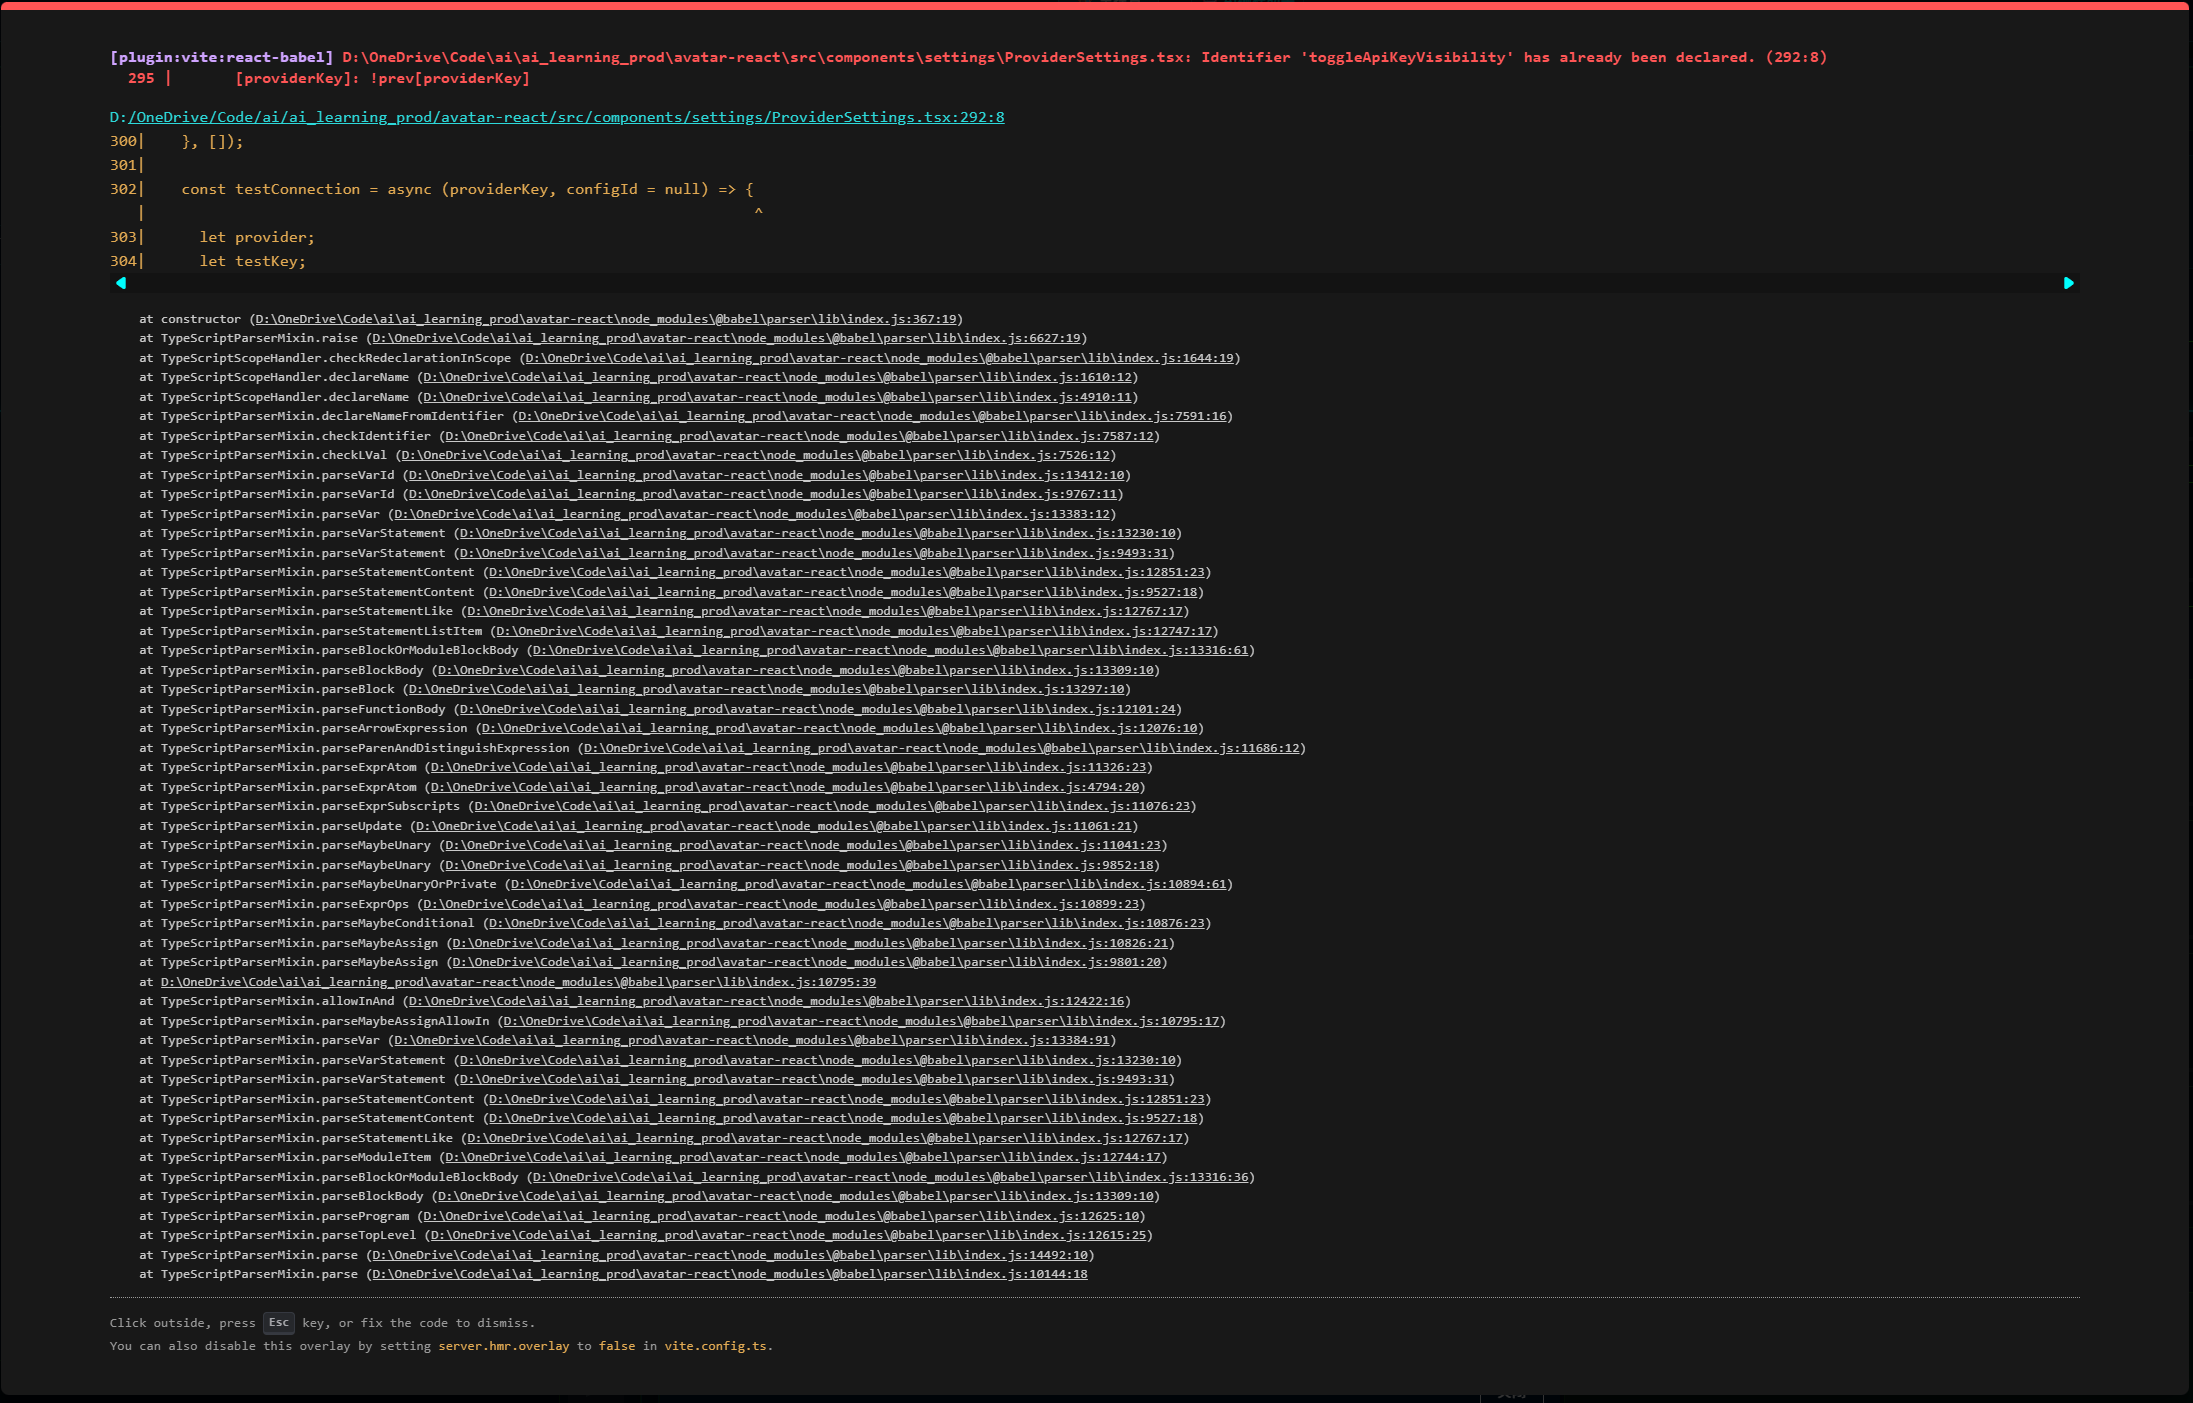 [plugin:vite:react-babel] D:\OneDrive\Code\ai\ai_learning_prod\avatar-react\src\components\settings\ProviderSettings.tsx: Identifier 'toggleApiKeyVisibility' has already been declared. (292:8)
295 |       [providerKey]: !prev[providerKey]
D:/OneDrive/Code/ai/ai_learning_prod/avatar-react/src/components/settings/ProviderSettings.tsx:292:8
300|    }, []);
301|
302|    const testConnection = async (providerKey, configId = null) => {
   |                                                                    ^
303|      let provider;
304|      let testKey;
at constructor (D:\OneDrive\Code\ai\ai_learning_prod\avatar-react\node_modules\@babel\parser\lib\index.js:367:19)
at TypeScriptParserMixin.raise (D:\OneDrive\Code\ai\ai_learning_prod\avatar-react\node_modules\@babel\parser\lib\index.js:6627:19)
at TypeScriptScopeHandler.checkRedeclarationInScope (D:\OneDrive\Code\ai\ai_learning_prod\avatar-react\node_modules\@babel\parser\lib\index.js:1644:19)
at TypeScriptScopeHandler.declareName (D:\OneDrive\Code\ai\ai_learning_prod\avatar-react\node_modules\@babel\parser\lib\index.js:1610:12)
at TypeScriptScopeHandler.declareName (D:\OneDrive\Code\ai\ai_learning_prod\avatar-react\node_modules\@babel\parser\lib\index.js:4910:11)
at TypeScriptParserMixin.declareNameFromIdentifier (D:\OneDrive\Code\ai\ai_learning_prod\avatar-react\node_modules\@babel\parser\lib\index.js:7591:16)
at TypeScriptParserMixin.checkIdentifier (D:\OneDrive\Code\ai\ai_learning_prod\avatar-react\node_modules\@babel\parser\lib\index.js:7587:12)
at TypeScriptParserMixin.checkLVal (D:\OneDrive\Code\ai\ai_learning_prod\avatar-react\node_modules\@babel\parser\lib\index.js:7526:12)
at TypeScriptParserMixin.parseVarId (D:\OneDrive\Code\ai\ai_learning_prod\avatar-react\node_modules\@babel\parser\lib\index.js:13412:10)
at TypeScriptParserMixin.parseVarId (D:\OneDrive\Code\ai\ai_learning_prod\avatar-react\node_modules\@babel\parser\lib\index.js:9767:11)
at TypeScriptParserMixin.parseVar (D:\OneDrive\Code\ai\ai_learning_prod\avatar-react\node_modules\@babel\parser\lib\index.js:13383:12)
at TypeScriptParserMixin.parseVarStatement (D:\OneDrive\Code\ai\ai_learning_prod\avatar-react\node_modules\@babel\parser\lib\index.js:13230:10)
at TypeScriptParserMixin.parseVarStatement (D:\OneDrive\Code\ai\ai_learning_prod\avatar-react\node_modules\@babel\parser\lib\index.js:9493:31)
at TypeScriptParserMixin.parseStatementContent (D:\OneDrive\Code\ai\ai_learning_prod\avatar-react\node_modules\@babel\parser\lib\index.js:12851:23)
at TypeScriptParserMixin.parseStatementContent (D:\OneDrive\Code\ai\ai_learning_prod\avatar-react\node_modules\@babel\parser\lib\index.js:9527:18)
at TypeScriptParserMixin.parseStatementLike (D:\OneDrive\Code\ai\ai_learning_prod\avatar-react\node_modules\@babel\parser\lib\index.js:12767:17)
at TypeScriptParserMixin.parseStatementListItem (D:\OneDrive\Code\ai\ai_learning_prod\avatar-react\node_modules\@babel\parser\lib\index.js:12747:17)
at TypeScriptParserMixin.parseBlockOrModuleBlockBody (D:\OneDrive\Code\ai\ai_learning_prod\avatar-react\node_modules\@babel\parser\lib\index.js:13316:61)
at TypeScriptParserMixin.parseBlockBody (D:\OneDrive\Code\ai\ai_learning_prod\avatar-react\node_modules\@babel\parser\lib\index.js:13309:10)
at TypeScriptParserMixin.parseBlock (D:\OneDrive\Code\ai\ai_learning_prod\avatar-react\node_modules\@babel\parser\lib\index.js:13297:10)
at TypeScriptParserMixin.parseFunctionBody (D:\OneDrive\Code\ai\ai_learning_prod\avatar-react\node_modules\@babel\parser\lib\index.js:12101:24)
at TypeScriptParserMixin.parseArrowExpression (D:\OneDrive\Code\ai\ai_learning_prod\avatar-react\node_modules\@babel\parser\lib\index.js:12076:10)
at TypeScriptParserMixin.parseParenAndDistinguishExpression (D:\OneDrive\Code\ai\ai_learning_prod\avatar-react\node_modules\@babel\parser\lib\index.js:11686:12)
at TypeScriptParserMixin.parseExprAtom (D:\OneDrive\Code\ai\ai_learning_prod\avatar-react\node_modules\@babel\parser\lib\index.js:11326:23)
at TypeScriptParserMixin.parseExprAtom (D:\OneDrive\Code\ai\ai_learning_prod\avatar-react\node_modules\@babel\parser\lib\index.js:4794:20)
at TypeScriptParserMixin.parseExprSubscripts (D:\OneDrive\Code\ai\ai_learning_prod\avatar-react\node_modules\@babel\parser\lib\index.js:11076:23)
at TypeScriptParserMixin.parseUpdate (D:\OneDrive\Code\ai\ai_learning_prod\avatar-react\node_modules\@babel\parser\lib\index.js:11061:21)
at TypeScriptParserMixin.parseMaybeUnary (D:\OneDrive\Code\ai\ai_learning_prod\avatar-react\node_modules\@babel\parser\lib\index.js:11041:23)
at TypeScriptParserMixin.parseMaybeUnary (D:\OneDrive\Code\ai\ai_learning_prod\avatar-react\node_modules\@babel\parser\lib\index.js:9852:18)
at TypeScriptParserMixin.parseMaybeUnaryOrPrivate (D:\OneDrive\Code\ai\ai_learning_prod\avatar-react\node_modules\@babel\parser\lib\index.js:10894:61)
at TypeScriptParserMixin.parseExprOps (D:\OneDrive\Code\ai\ai_learning_prod\avatar-react\node_modules\@babel\parser\lib\index.js:10899:23)
at TypeScriptParserMixin.parseMaybeConditional (D:\OneDrive\Code\ai\ai_learning_prod\avatar-react\node_modules\@babel\parser\lib\index.js:10876:23)
at TypeScriptParserMixin.parseMaybeAssign (D:\OneDrive\Code\ai\ai_learning_prod\avatar-react\node_modules\@babel\parser\lib\index.js:10826:21)
at TypeScriptParserMixin.parseMaybeAssign (D:\OneDrive\Code\ai\ai_learning_prod\avatar-react\node_modules\@babel\parser\lib\index.js:9801:20)
at D:\OneDrive\Code\ai\ai_learning_prod\avatar-react\node_modules\@babel\parser\lib\index.js:10795:39
at TypeScriptParserMixin.allowInAnd (D:\OneDrive\Code\ai\ai_learning_prod\avatar-react\node_modules\@babel\parser\lib\index.js:12422:16)
at TypeScriptParserMixin.parseMaybeAssignAllowIn (D:\OneDrive\Code\ai\ai_learning_prod\avatar-react\node_modules\@babel\parser\lib\index.js:10795:17)
at TypeScriptParserMixin.parseVar (D:\OneDrive\Code\ai\ai_learning_prod\avatar-react\node_modules\@babel\parser\lib\index.js:13384:91)
at TypeScriptParserMixin.parseVarStatement (D:\OneDrive\Code\ai\ai_learning_prod\avatar-react\node_modules\@babel\parser\lib\index.js:13230:10)
at TypeScriptParserMixin.parseVarStatement (D:\OneDrive\Code\ai\ai_learning_prod\avatar-react\node_modules\@babel\parser\lib\index.js:9493:31)
at TypeScriptParserMixin.parseStatementContent (D:\OneDrive\Code\ai\ai_learning_prod\avatar-react\node_modules\@babel\parser\lib\index.js:12851:23)
at TypeScriptParserMixin.parseStatementContent (D:\OneDrive\Code\ai\ai_learning_prod\avatar-react\node_modules\@babel\parser\lib\index.js:9527:18)
at TypeScriptParserMixin.parseStatementLike (D:\OneDrive\Code\ai\ai_learning_prod\avatar-react\node_modules\@babel\parser\lib\index.js:12767:17)
at TypeScriptParserMixin.parseModuleItem (D:\OneDrive\Code\ai\ai_learning_prod\avatar-react\node_modules\@babel\parser\lib\index.js:12744:17)
at TypeScriptParserMixin.parseBlockOrModuleBlockBody (D:\OneDrive\Code\ai\ai_learning_prod\avatar-react\node_modules\@babel\parser\lib\index.js:13316:36)
at TypeScriptParserMixin.parseBlockBody (D:\OneDrive\Code\ai\ai_learning_prod\avatar-react\node_modules\@babel\parser\lib\index.js:13309:10)
at TypeScriptParserMixin.parseProgram (D:\OneDrive\Code\ai\ai_learning_prod\avatar-react\node_modules\@babel\parser\lib\index.js:12625:10)
at TypeScriptParserMixin.parseTopLevel (D:\OneDrive\Code\ai\ai_learning_prod\avatar-react\node_modules\@babel\parser\lib\index.js:12615:25)
at TypeScriptParserMixin.parse (D:\OneDrive\Code\ai\ai_learning_prod\avatar-react\node_modules\@babel\parser\lib\index.js:14492:10)
at TypeScriptParserMixin.parse (D:\OneDrive\Code\ai\ai_learning_prod\avatar-react\node_modules\@babel\parser\lib\index.js:10144:18
Click outside, press Esc key, or fix the code to dismiss.
You can also disable this overlay by setting server.hmr.overlay to false in vite.config.ts.